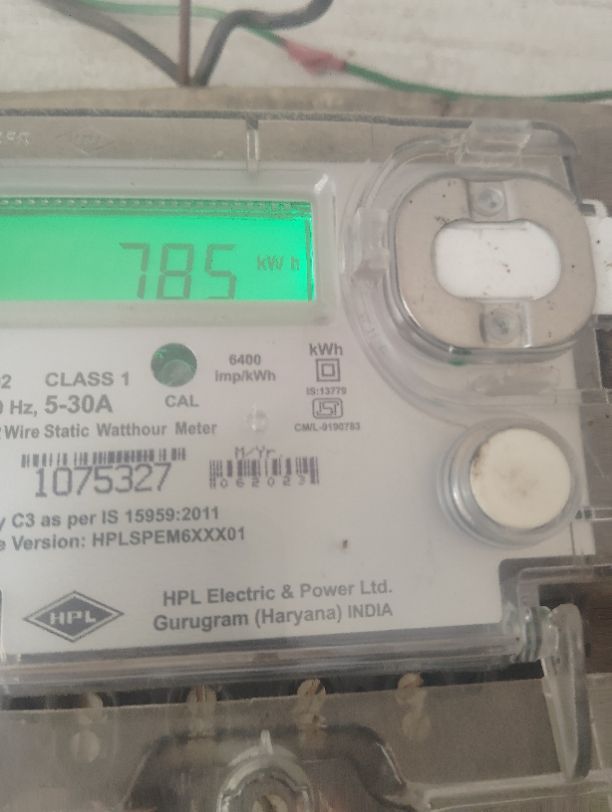 785 kWh
6400
imp/kWh
kWh
IS:13779
CM/L-9190783
02 CLASS 1
CAL
Hz, 5-30A
Wire Static Watthour Meter
M/Yr.
1075327
062023
C3 as per IS 15959:2011
Version: HPLSPEM6XXX01
HPL
HPL Electric & Power Ltd.
Gurugram (Haryana) INDIA